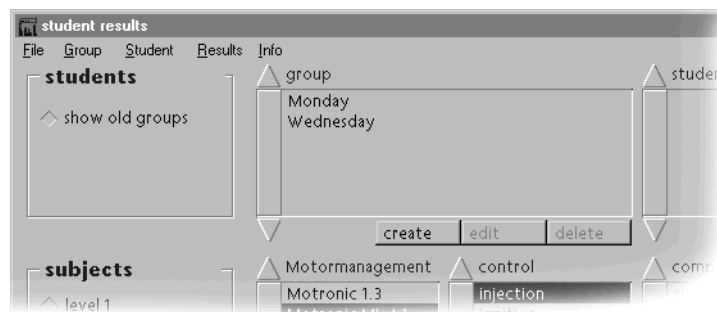 student results
File Group Student Results Info
students
show old groups
group
Monday
Wednesday
create edit delete
subjects
level 1
Motormanagement
Motronic 1.3
control
injection
ignition